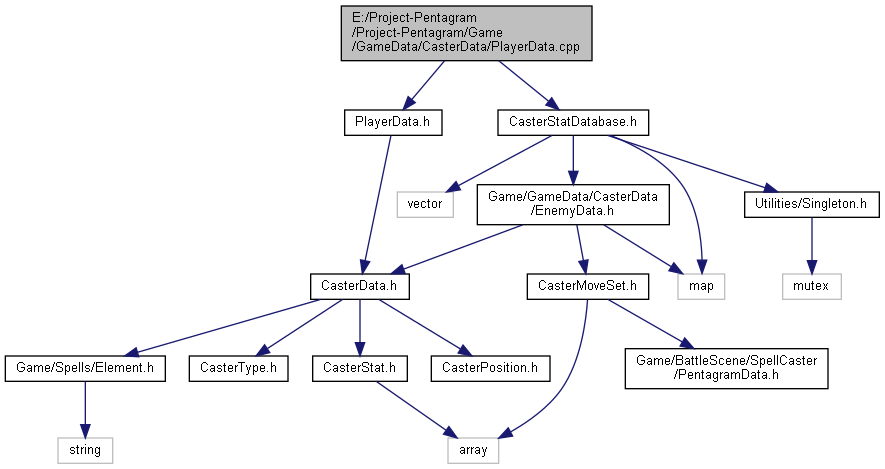 E:/Project-Pentagram
/Project-Pentagram/Game
/GameData/CasterData/PlayerData.cpp
PlayerData.h
CasterStatDatabase.h
vector
Game/GameData/CasterData
/EnemyData.h
Utilities/Singleton.h
CasterData.h
CasterMoveSet.h
map
mutex
Game/Spells/Element.h
CasterType.h
CasterStat.h
CasterPosition.h
Game/BattleScene/SpellCaster
/PentagramData.h
string
array